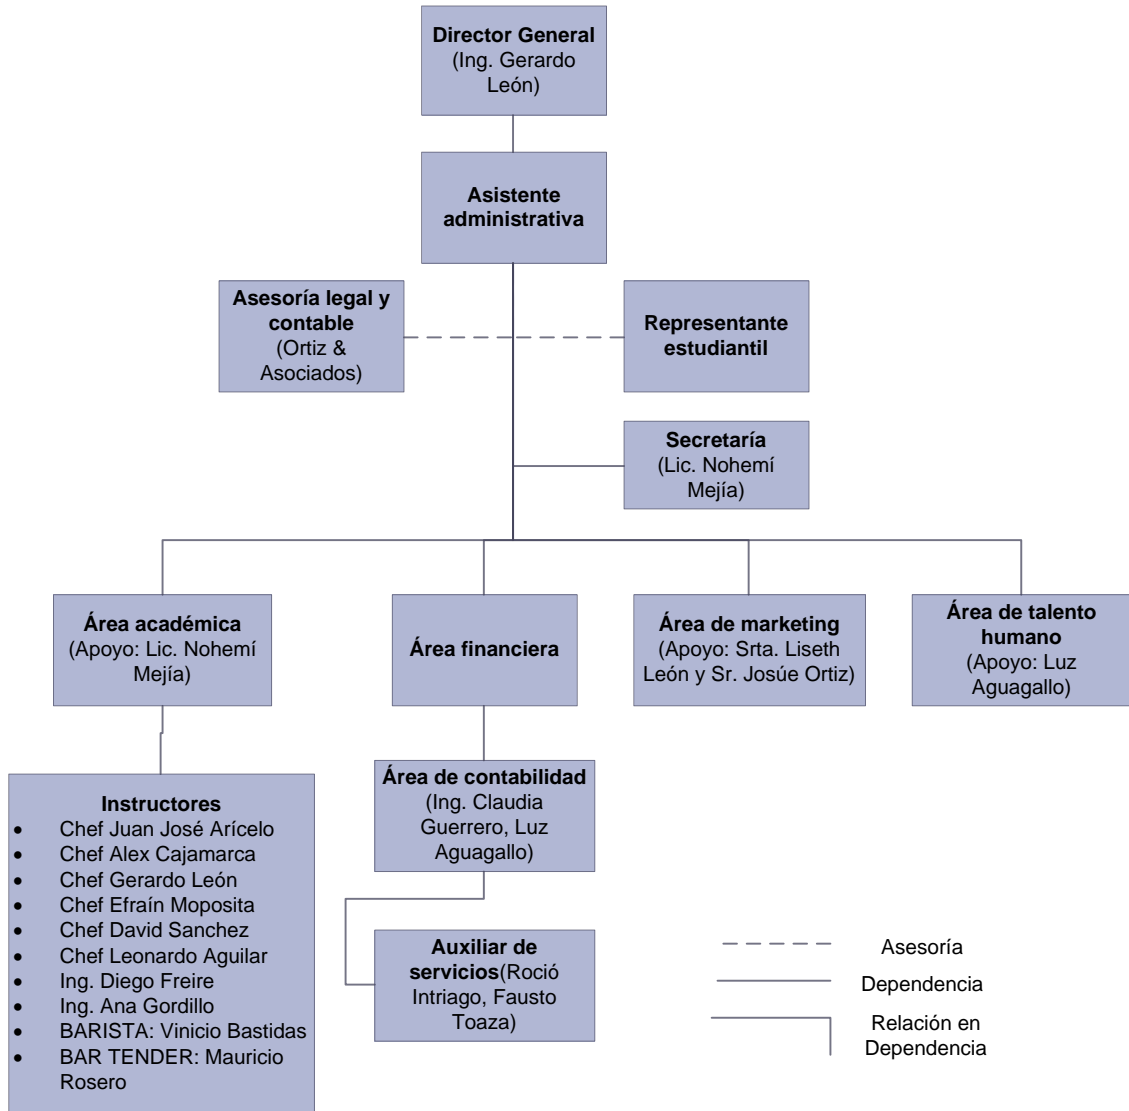 Director General
(Ing. Gerardo
León)
Asistente
administrativa
Asesoría legal y
contable
(Ortiz &
Asociados)
Representante
estudiantil
Secretaría
(Lic. Nohemí
Mejía)
Área académica
(Apoyo: Lic. Nohemí
Mejía)
Área financiera
Área de marketing
(Apoyo: Srta. Liseth
León y Sr. Josúe Ortiz)
Área de talento
humano
(Apoyo: Luz
Aguagallo)
Instructores
• Chef Juan José Arícelo
• Chef Alex Cajamarca
• Chef Gerardo León
• Chef Efraín Moposita
• Chef David Sanchez
• Chef Leonardo Aguilar
• Ing. Diego Freire
• Ing. Ana Gordillo
• BARISTA: Vinicio Bastidas
• BAR TENDER: Mauricio
Rosero
Área de contabilidad
(Ing. Claudia
Guerrero, Luz
Aguagallo)
Auxiliar de
servicios(Roció
Intriago, Fausto
Toaza)
Asesoría
Dependencia
Relación en
Dependencia